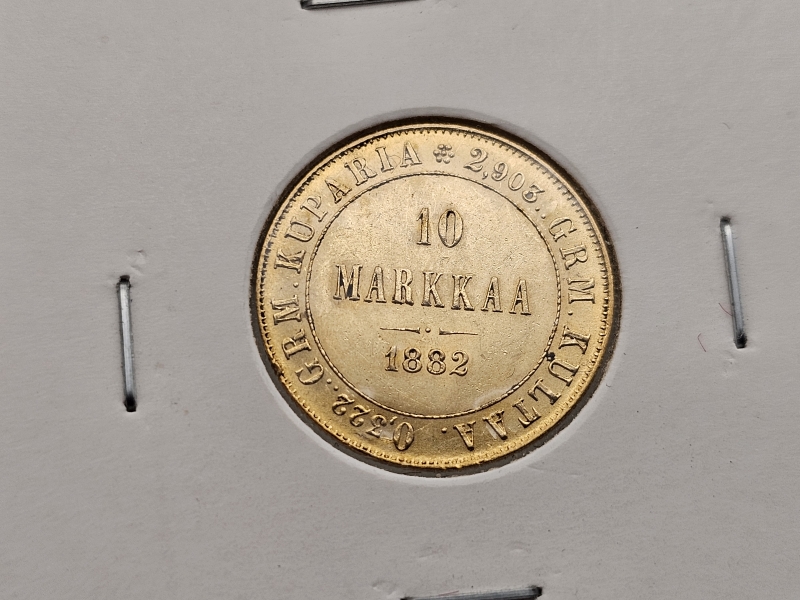 10
MARKKAA
1882
2,903..GRM.KULTAA. 0,322..GRM.KUPARIA